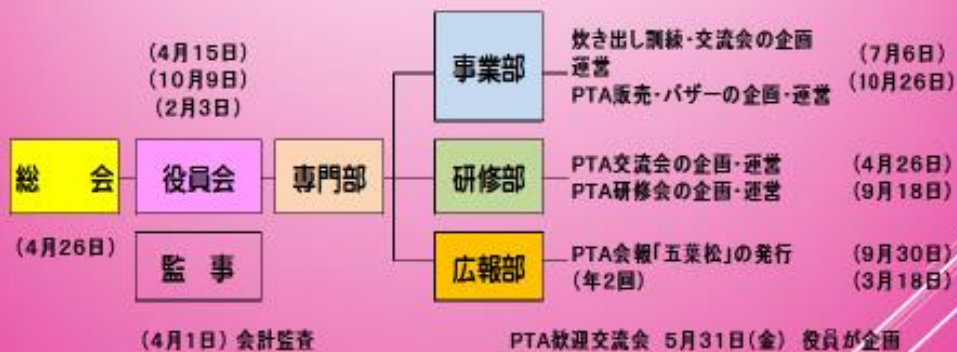 (4月15日)
(10月9日)
(2月3日)
総 会
役員会
専門部
(4月26日)
監 事
(4月1日) 会計監査
事業部
炊き出し訓練・交流会の企画
運営
(7月6日)
PTA販売・バザーの企画・運営
(10月26日)
研修部
PTA交流会の企画・運営 (4月26日)
PTA研修会の企画・運営 (9月18日)
広報部
PTA会報「五葉松」の発行 (9月30日)
(年2回) (3月18日)
PTA歓迎交流会 5月31日(金) 役員が企画